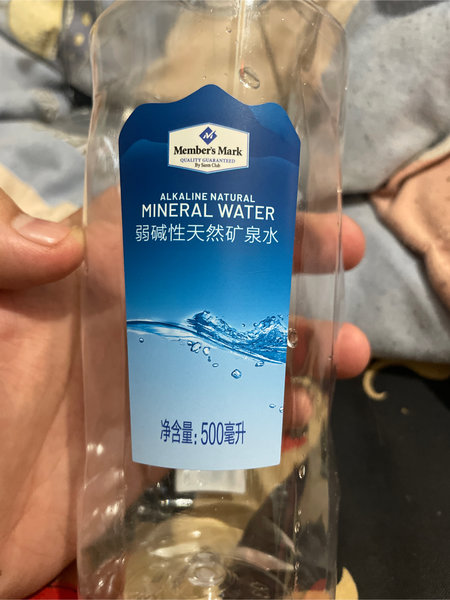 Member's Mark
QUALITY GUARANTEED
By Sam's Club
ALKALINE NATURAL
MINERAL WATER
弱碱性天然矿泉水
净含量:500毫升